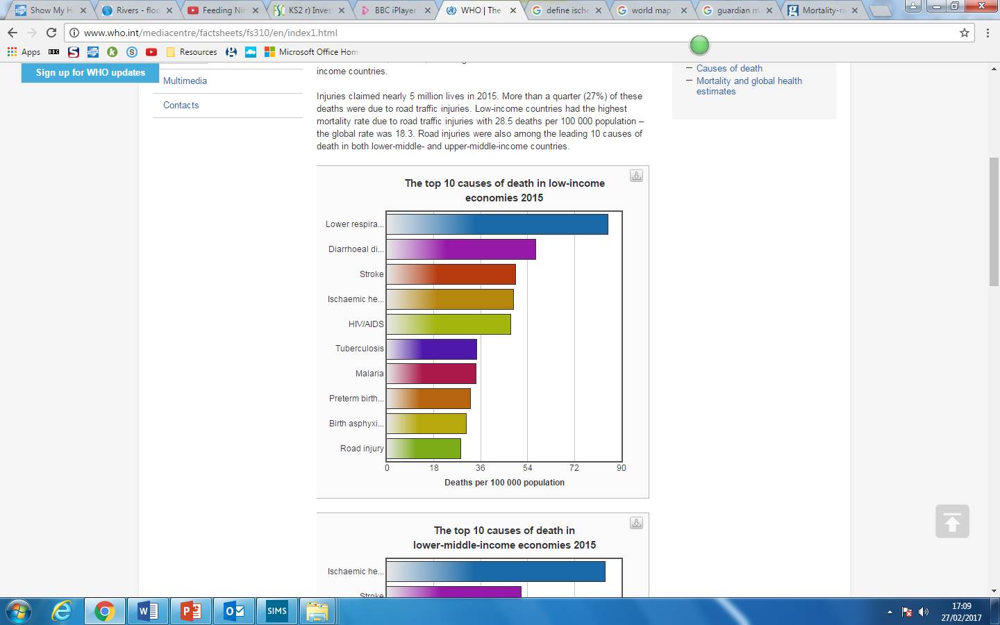 Show My H
Rivers - floo
Feeding Nin
KS2 r) Inves
BBC iPlayer
WHO | The
define ische
world map
guardian m
Mortality-ra
www.who.int/mediacentre/factsheets/fs310/en/index1.html
Apps
BBC
Resources
Microsoft Office Hom
Sign up for WHO updates
Multimedia
Contacts
income countries.
Injuries claimed nearly 5 million lives in 2015. More than a quarter (27%) of these
deaths were due to road traffic injuries. Low-income countries had the highest
mortality rate due to road traffic injuries with 28.5 deaths per 100 000 population –
the global rate was 18.3. Road injuries were also among the leading 10 causes of
death in both lower-middle- and upper-middle-income countries.
Causes of death
Mortality and global health
estimates
The top 10 causes of death in low-income
economies 2015
Lower respira...
Diarrhoeal di...
Stroke
Ischaemic he...
HIV/AIDS
Tuberculosis
Malaria
Preterm birth...
Birth asphyxi...
Road injury
0 18 36 54 72 90
Deaths per 100 000 population
The top 10 causes of death in
lower-middle-income economies 2015
Ischaemic he...
Stroke
SIMS
17:09
27/02/2017